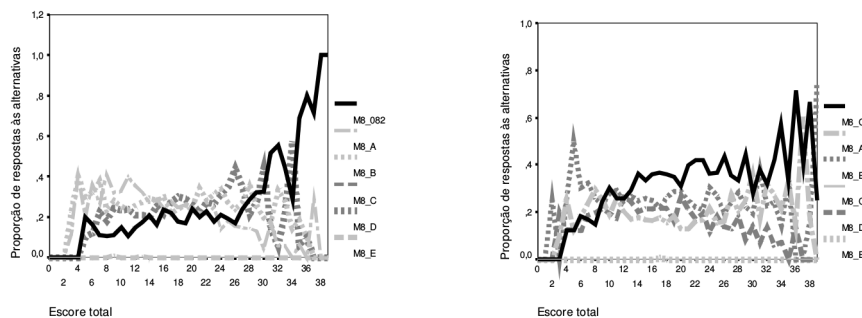 Proporção de respostas às alternativas
1,2
1,0
,8
,6
,4
,2
0,0
0 4 8 12 16 20 24 28 32 36
2 6 10 14 18 22 26 30 34 38
Escore total
M8_082
M8_A
M8_B
M8_C
M8_D
M8_E
Proporção de respostas às alternativas
1,0
,8
,6
,4
,2
0,0
0 4 8 12 16 20 24 28 32 36
2 6 10 14 18 22 26 30 34 38
Escore total
M8_A
M8_D